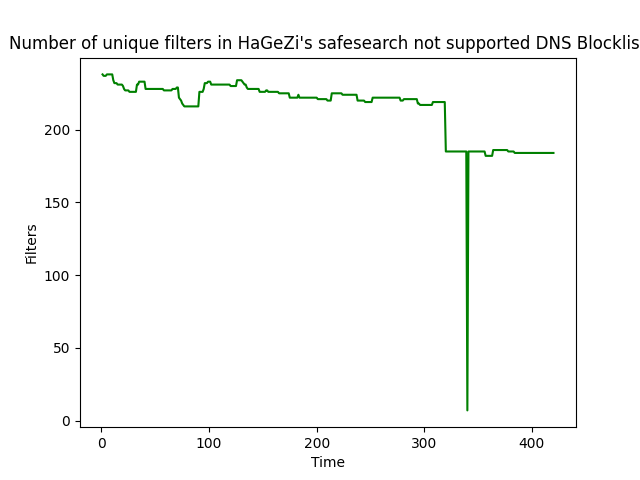 Number of unique filters in HaGeZi's safesearch not supported DNS Blocklis
200
150
100
50
0
Filters
0 100 200 300 400
Time